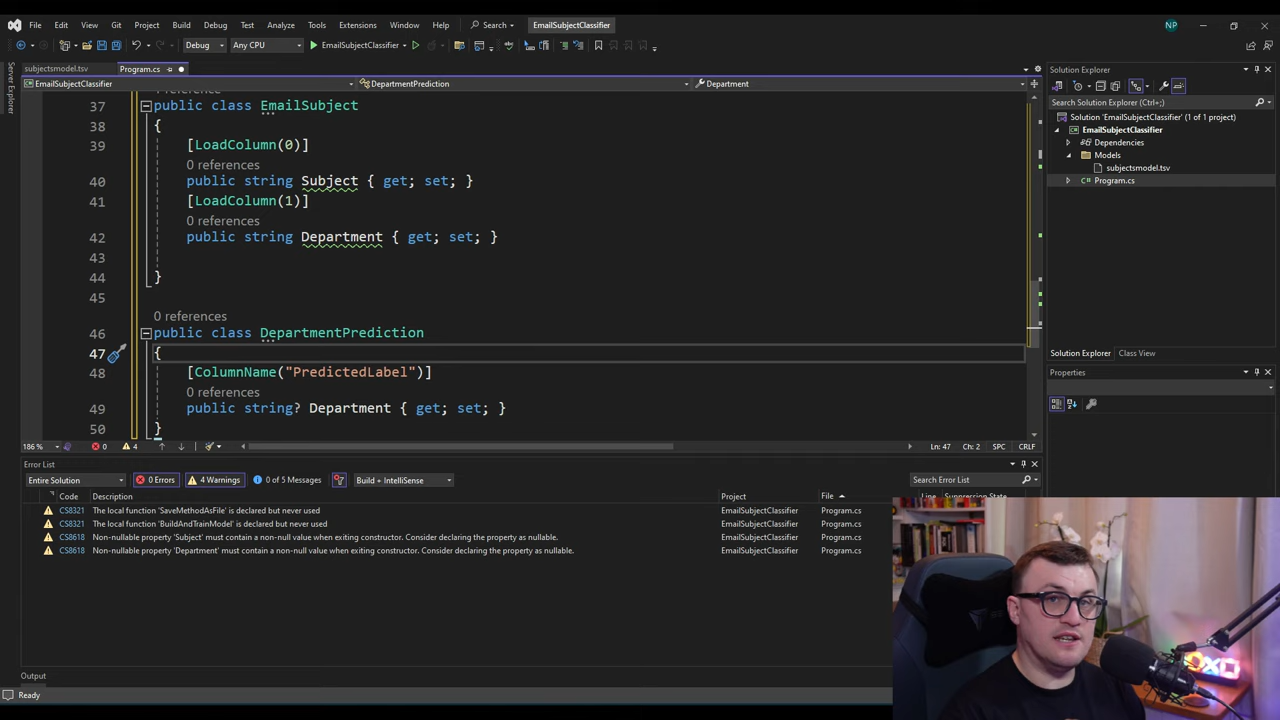 File Edit View Git Project Build Debug Test Analyze Tools Extensions Window Help Search EmailSubjectClassifier NP
Debug Any CPU EmailSubjectClassifier
Server Explorer
subjectsmodel.tsv Program.cs
EmailSubjectClassifier DepartmentPrediction Department
37 public class EmailSubject
38 {
39 [LoadColumn(0)]
0 references
40 public string Subject { get; set; }
41 [LoadColumn(1)]
0 references
42 public string Department { get; set; }
43
44 }
45
0 references
46 public class DepartmentPrediction
47 {
48 [ColumnName("PredictedLabel")]
0 references
49 public string? Department { get; set; }
50 }
186 % 0 4 Ln: 47 Ch: 2 SPC CRLF
Error List
Entire Solution 0 Errors 4 Warnings 0 of 5 Messages Build + IntelliSense Search Error List
Code Description Project File Line Suppression State
CS8321 The local function 'SaveMethodAsFile' is declared but never used EmailSubjectClassifier Program.cs
CS8321 The local function 'BuildAndTrainModel' is declared but never used EmailSubjectClassifier Program.cs
CS8618 Non-nullable property 'Subject' must contain a non-null value when exiting constructor. Consider declaring the property as nullable. EmailSubjectClassifier Program.cs
CS8618 Non-nullable property 'Department' must contain a non-null value when exiting constructor. Consider declaring the property as nullable. EmailSubjectClassifier Program.cs
Output
Ready
Solution Explorer
Search Solution Explorer (Ctrl+;)
Solution 'EmailSubjectClassifier' (1 of 1 project)
EmailSubjectClassifier
Dependencies
Models
subjectsmodel.tsv
Program.cs
Solution Explorer Class View
Properties